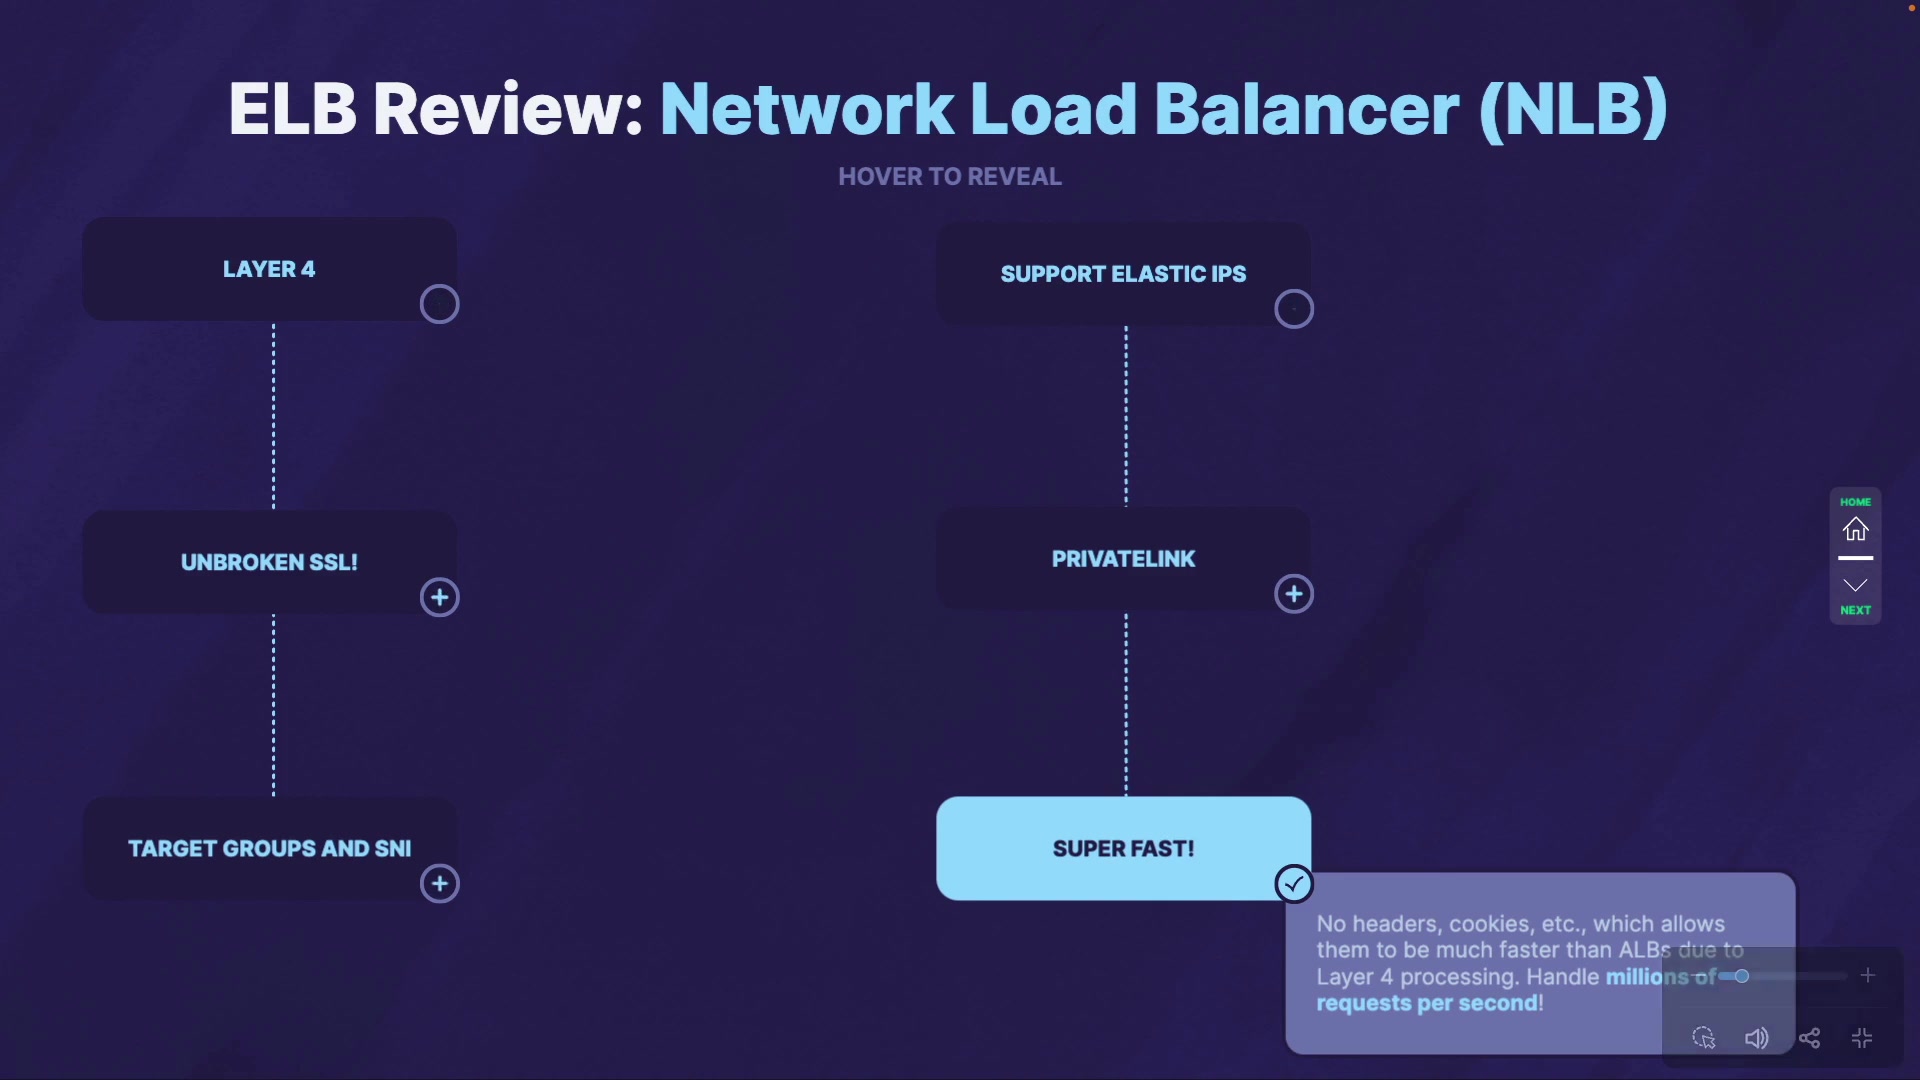 ELB Review: Network Load Balancer (NLB)
HOVER TO REVEAL
LAYER 4
UNBROKEN SSL!
TARGET GROUPS AND SNI
SUPPORT ELASTIC IPS
PRIVATELINK
SUPER FAST!
No headers, cookies, etc., which allows
them to be much faster than ALBs due to
Layer 4 processing. Handle millions of
requests per second!
HOME
NEXT